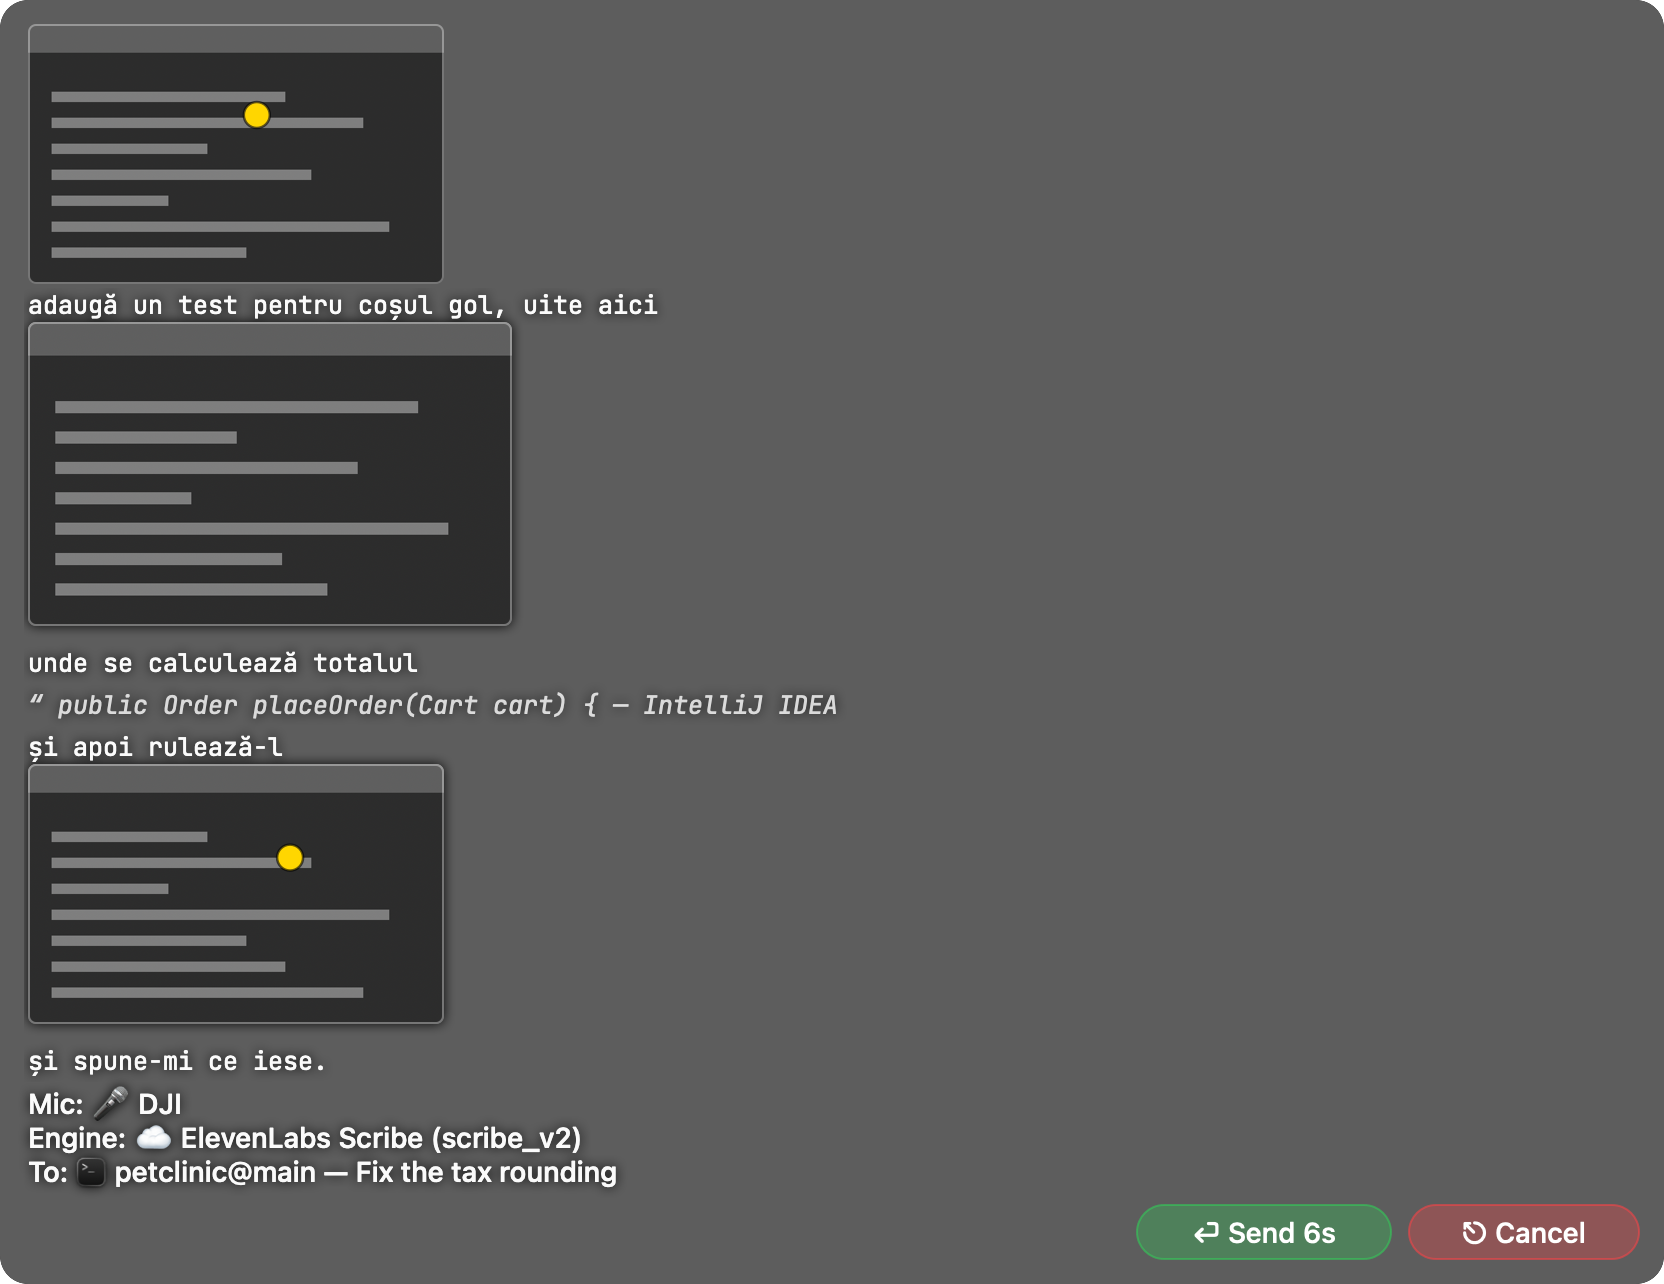 adaugă un test pentru coșul gol, uite aici
unde se calculează totalul
“ public Order placeOrder(Cart cart) { — IntelliJ IDEA
și apoi rulează-l
și spune-mi ce iese.
Mic: 🎤 DJI
Engine: ☁️ ElevenLabs Scribe (scribe_v2)
To: petclinic@main — Fix the tax rounding
Send 6s
Cancel